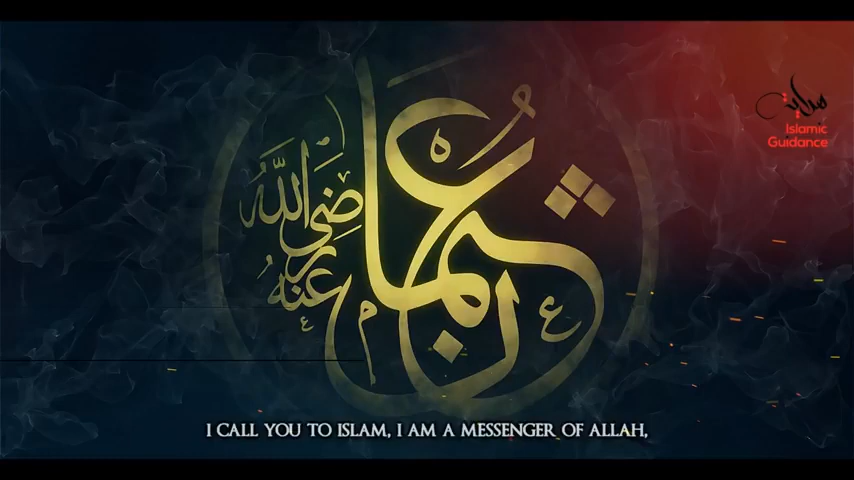 هداية
Islamic
Guidance
عثمان
رضي الله عنه
I CALL YOU TO ISLAM, I AM A MESSENGER OF ALLAH,